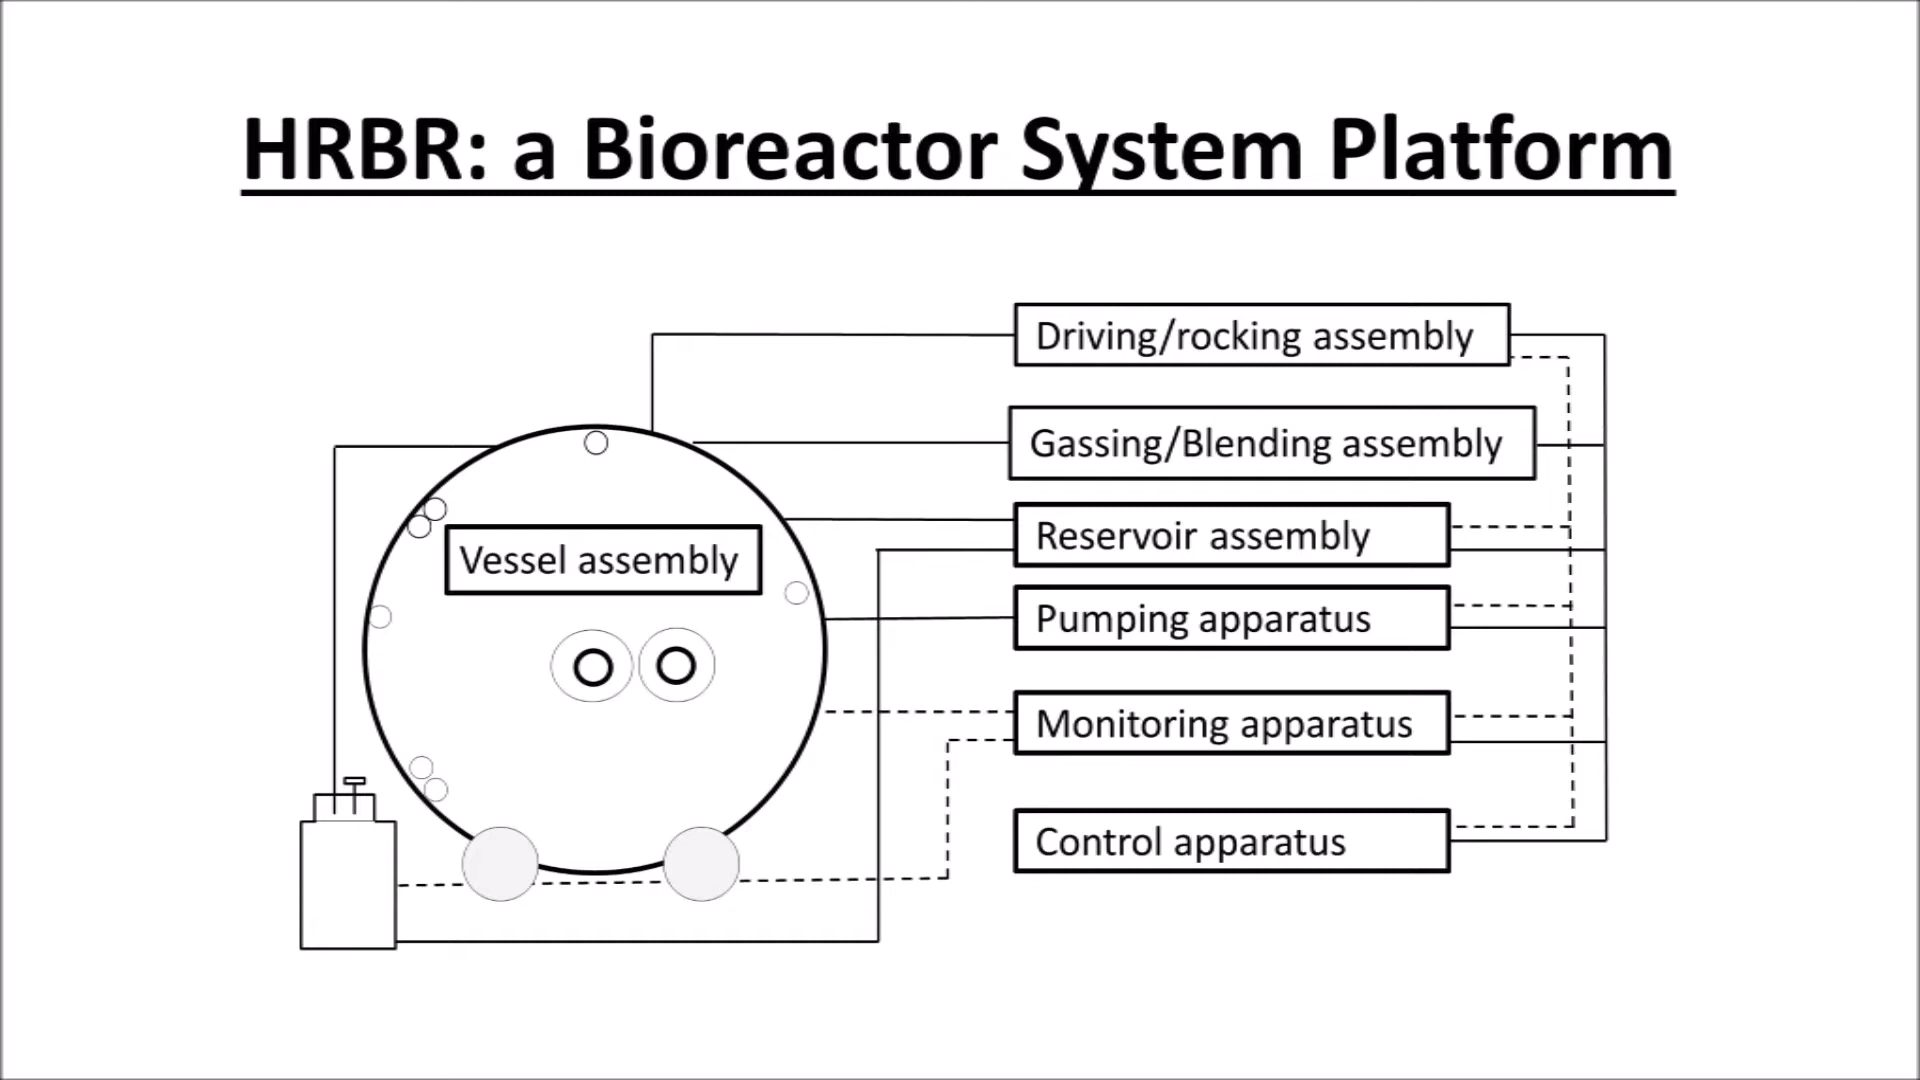 HRBR: a Bioreactor System Platform
Driving/rocking assembly
Gassing/Blending assembly
Reservoir assembly
Vessel assembly
Pumping apparatus
Monitoring apparatus
Control apparatus